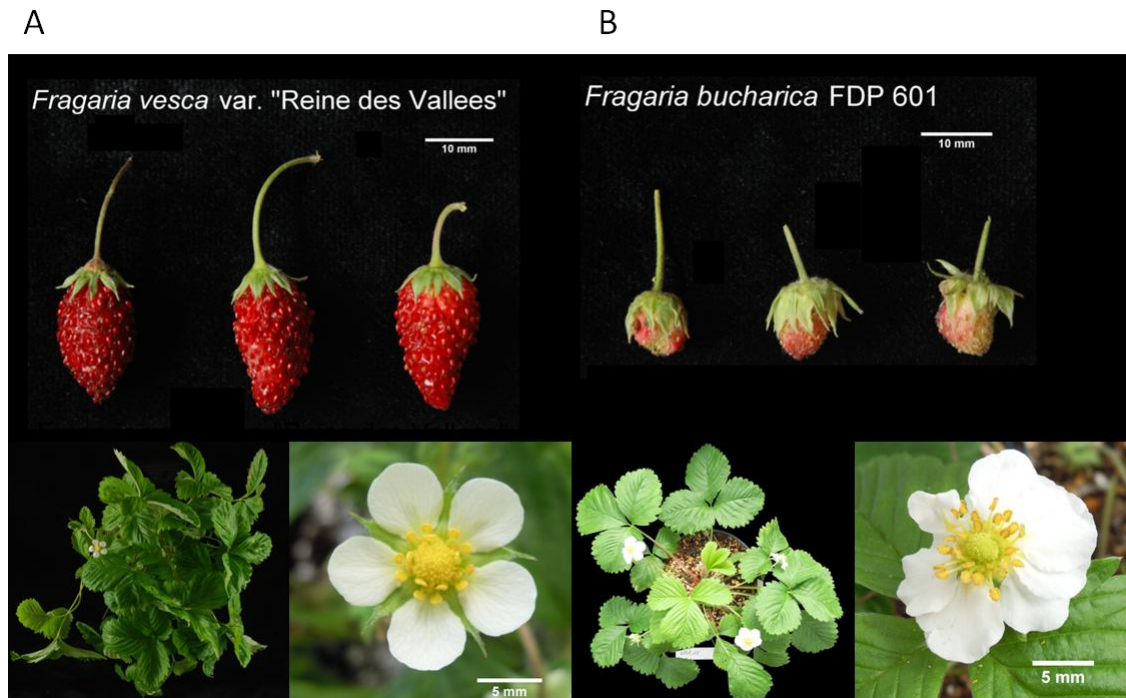 A
B
Fragaria vesca var. "Reine des Vallees"
10 mm
Fragaria bucharica FDP 601
10 mm
5 mm
5 mm